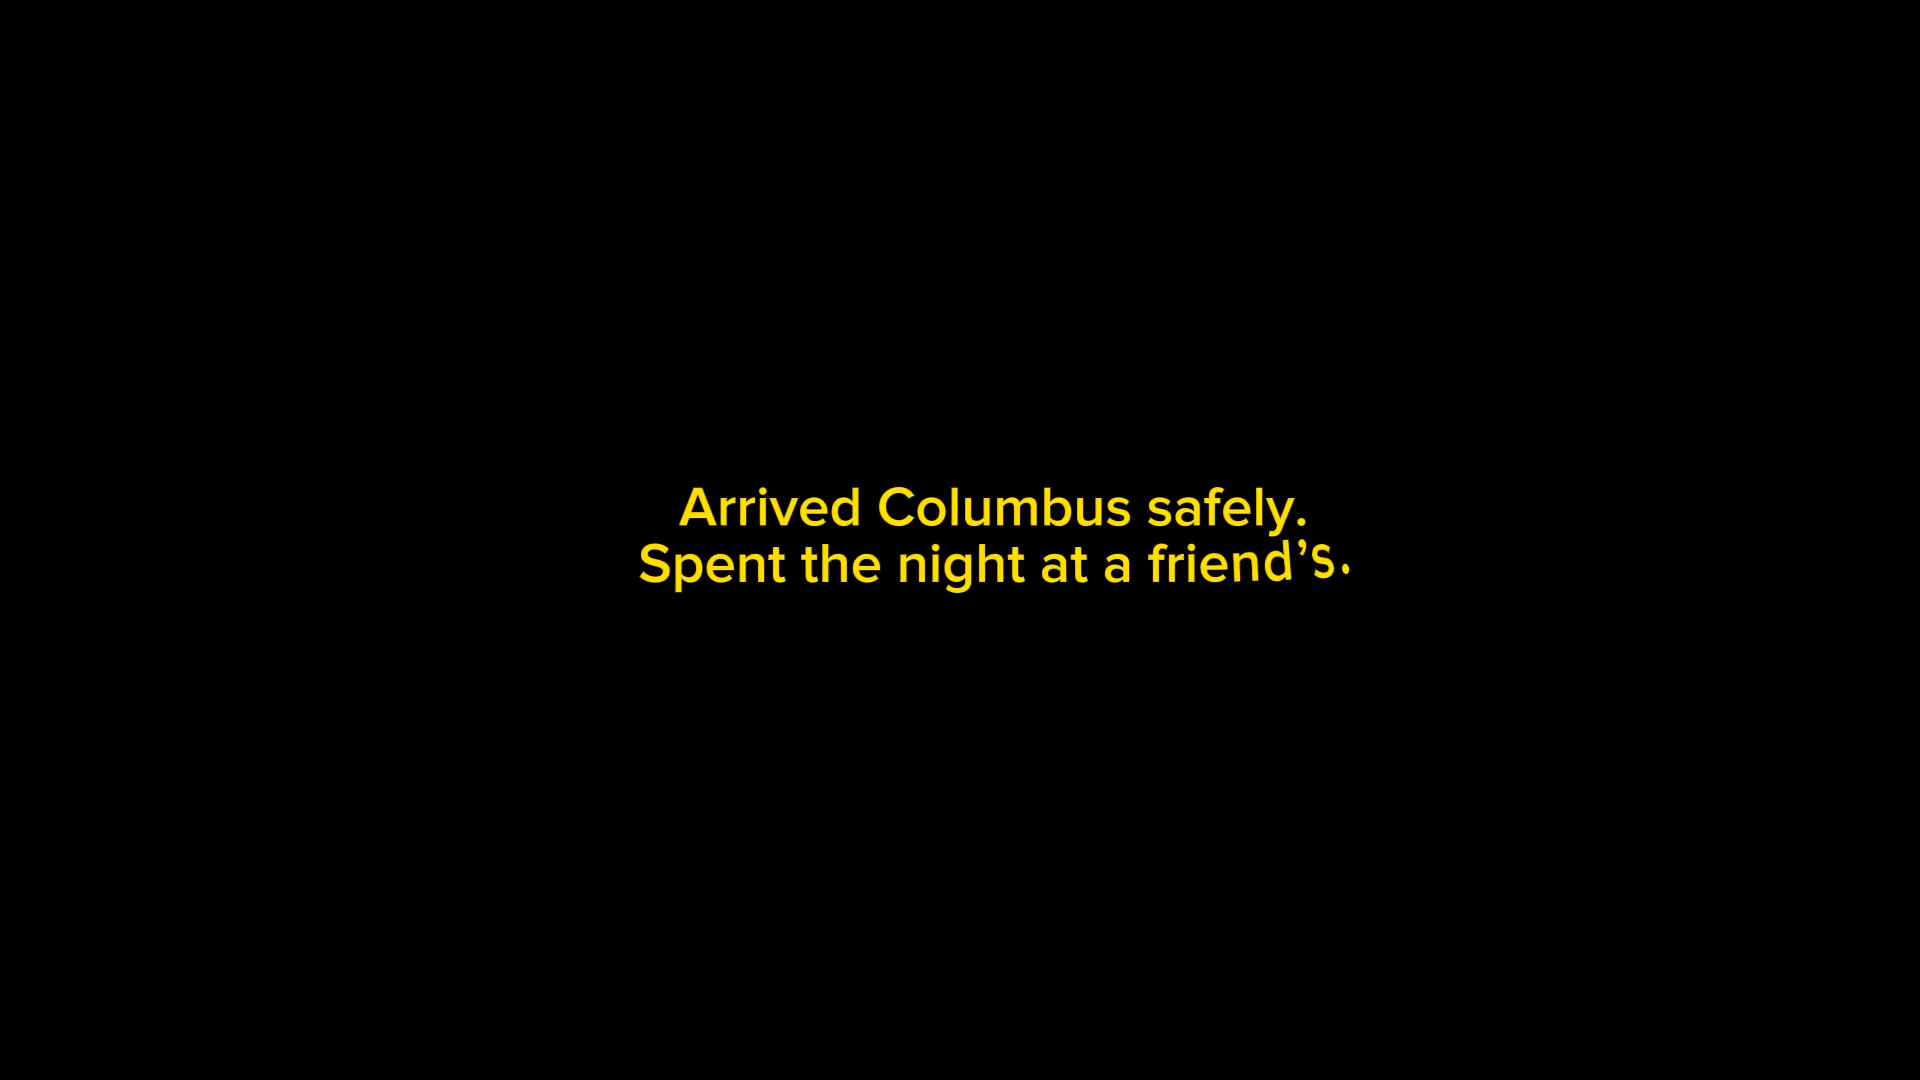 Arrived Columbus safely.
Spent the night at a friend’s.